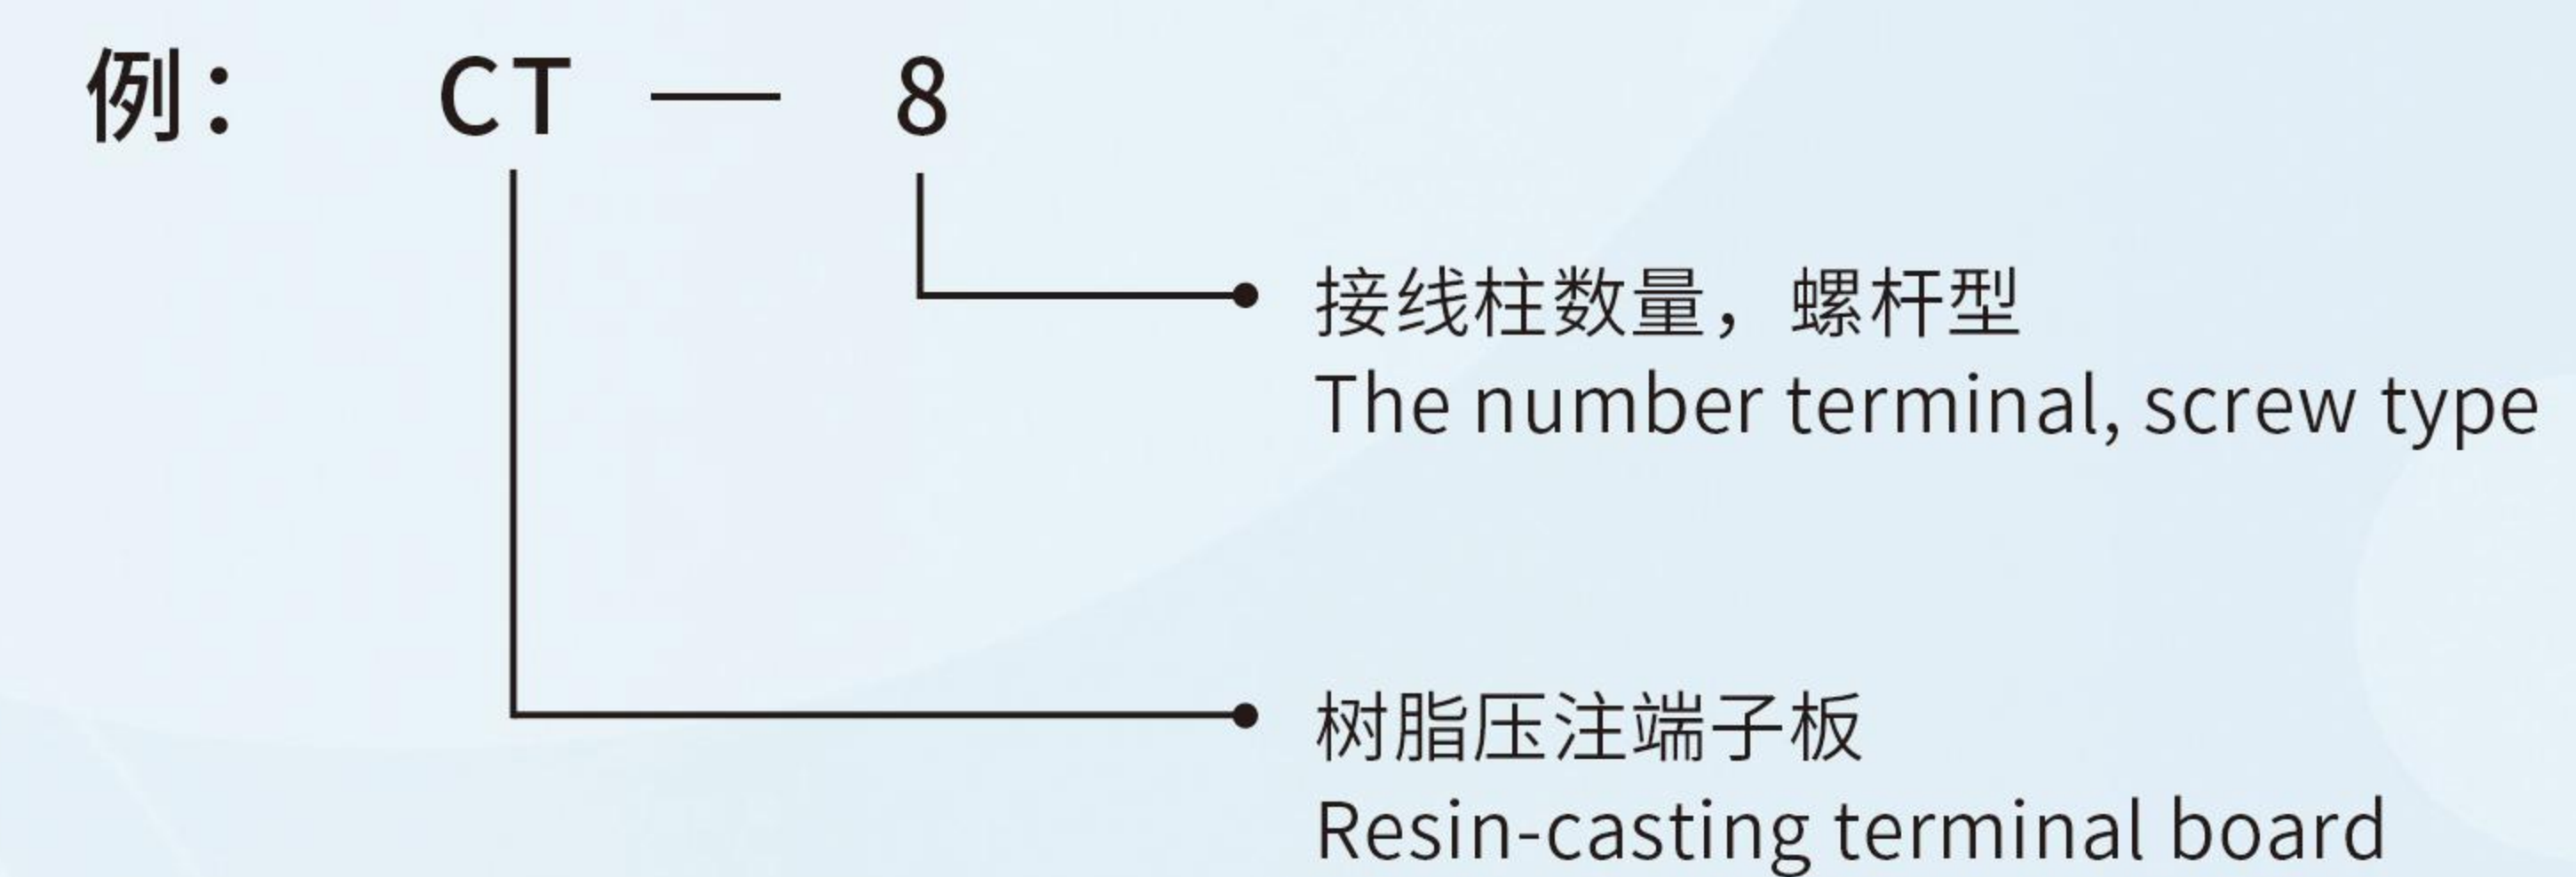 例： CT — 8
接线柱数量，螺杆型
The number terminal, screw type
树脂压注端子板
Resin-casting terminal board